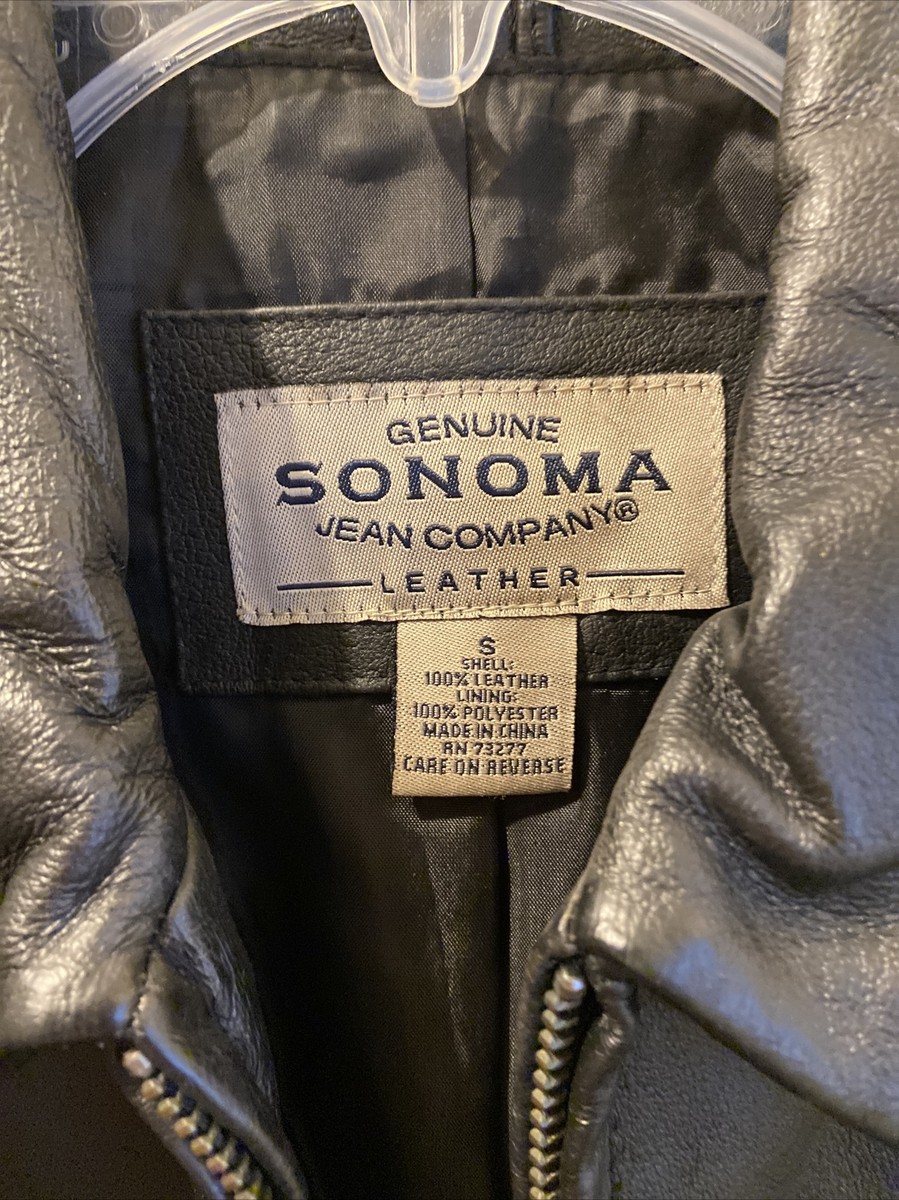 GENUINE
SONOMA
JEAN COMPANY®
LEATHER
S
SHELL:
100% LEATHER
LINING:
100% POLYESTER
MADE IN CHINA
RN 73277
CARE ON REVERSE